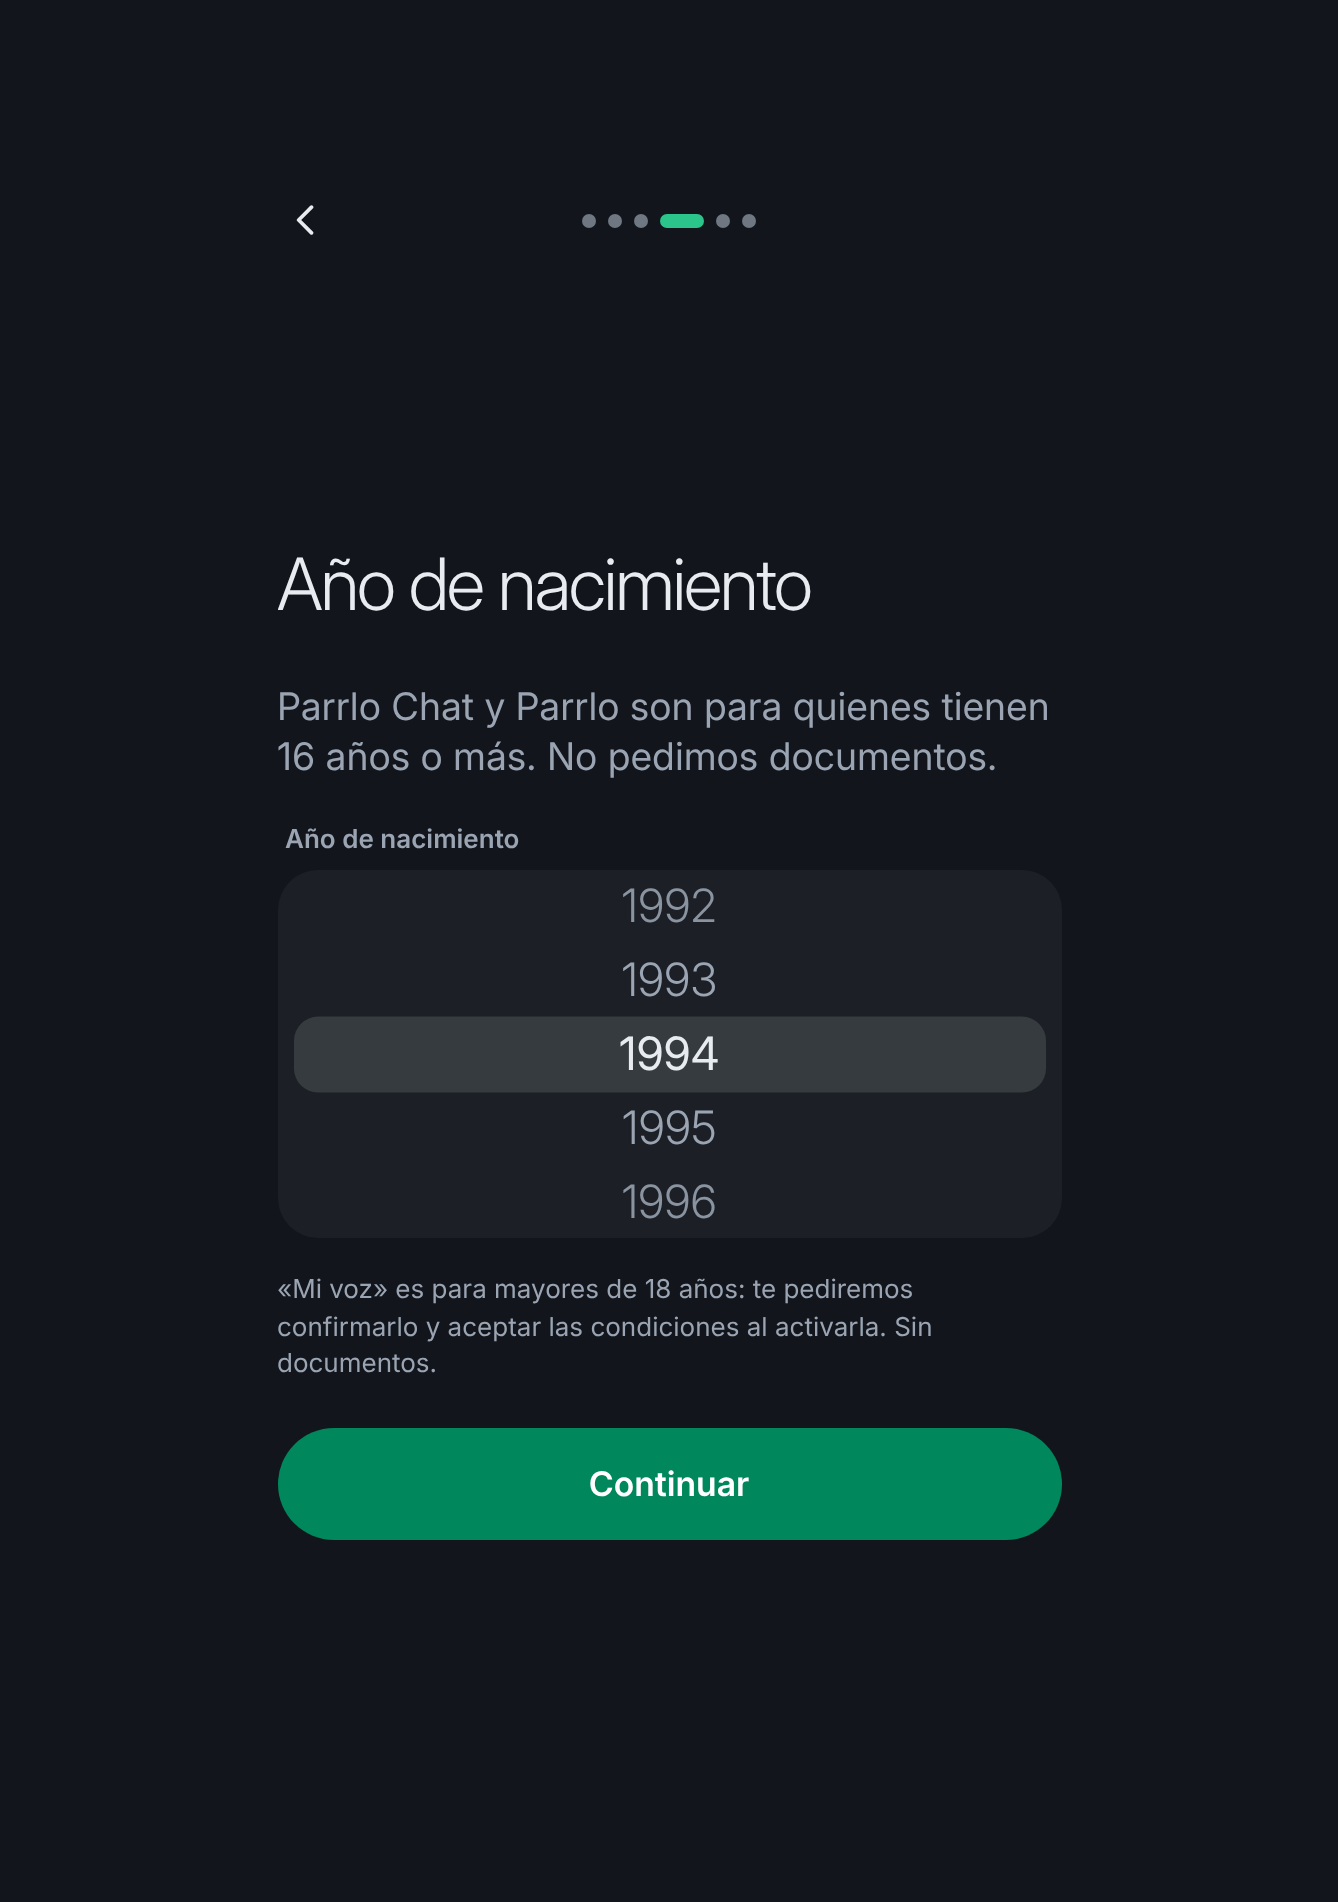 Año de nacimiento
Parrlo Chat y Parrlo son para quienes tienen
16 años o más. No pedimos documentos.
Año de nacimiento
1992
1993
1994
1995
1996
«Mi voz» es para mayores de 18 años: te pediremos
confirmarlo y aceptar las condiciones al activarla. Sin
documentos.
Continuar